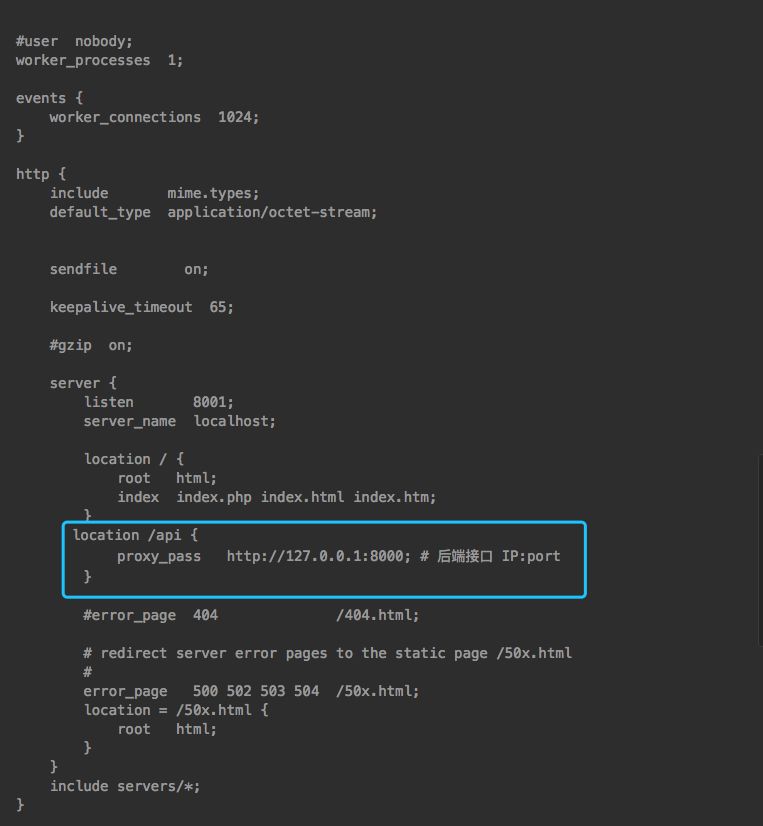 #user  nobody;
worker_processes  1;
events {
    worker_connections  1024;
}
http {
    include       mime.types;
    default_type  application/octet-stream;
    sendfile        on;
    keepalive_timeout  65;
    #gzip  on;
    server {
        listen       8001;
        server_name  localhost;
        location / {
            root   html;
            index  index.php index.html index.htm;
        }
       location /api {
            proxy_pass   http://127.0.0.1:8000; # 后端接口 IP:port
        }
        #error_page  404              /404.html;
        # redirect server error pages to the static page /50x.html
        #
        error_page   500 502 503 504  /50x.html;
        location = /50x.html {
            root   html;
        }
    }
    include servers/*;
}